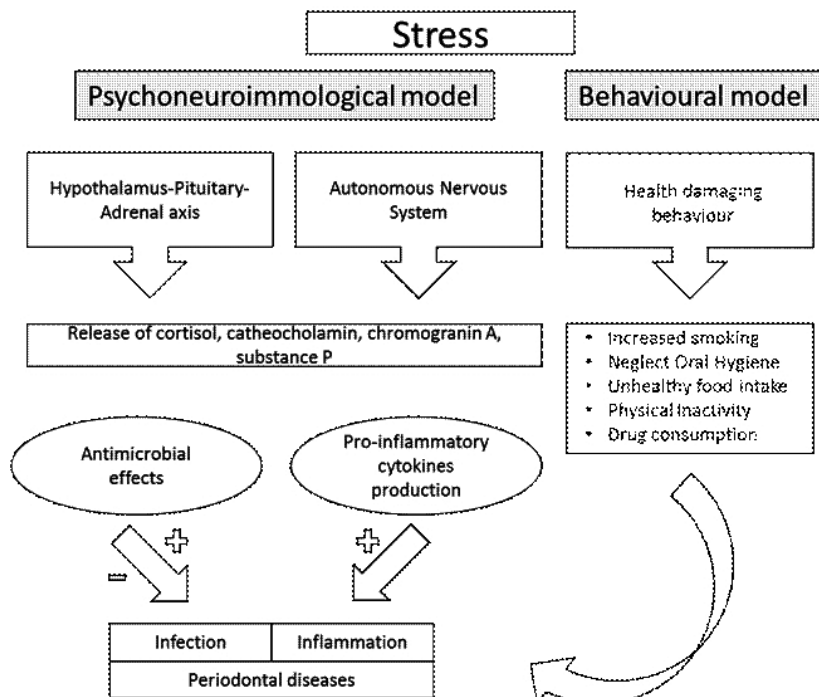 Stress
Psychoneuroimmological model
Behavioural model
Hypothalamus-Pituitary-
Adrenal axis
Autonomous Nervous
System
Health damaging
behaviour
Release of cortisol, catheocholamin, chromogranin A,
substance P
• Increased smoking
• Neglect Oral Hygiene
• Unhealthy food intake
• Physical Inactivity
• Drug consumption
Antimicrobial
effects
Pro-inflammatory
cytokines
production
+
−
+
Infection
Inflammation
Periodontal diseases